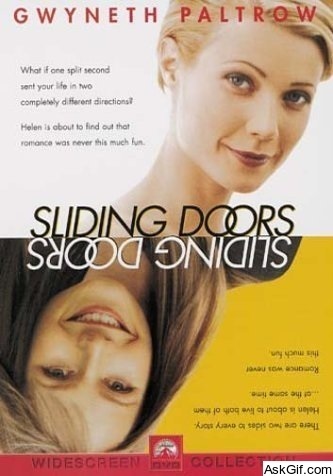 GWYNETH PALTROW
What if one split second
sent your life in two
completely different directions?
Helen is about to find out that
romance was never this much fun.
SLIDING DOORS
SLIDING DOORS
There are two sides to every story.
Helen is about to live both of them
....at the same time.
Romance was never
this much fun.
WIDESCREEN COLLECTION
AskGif.com